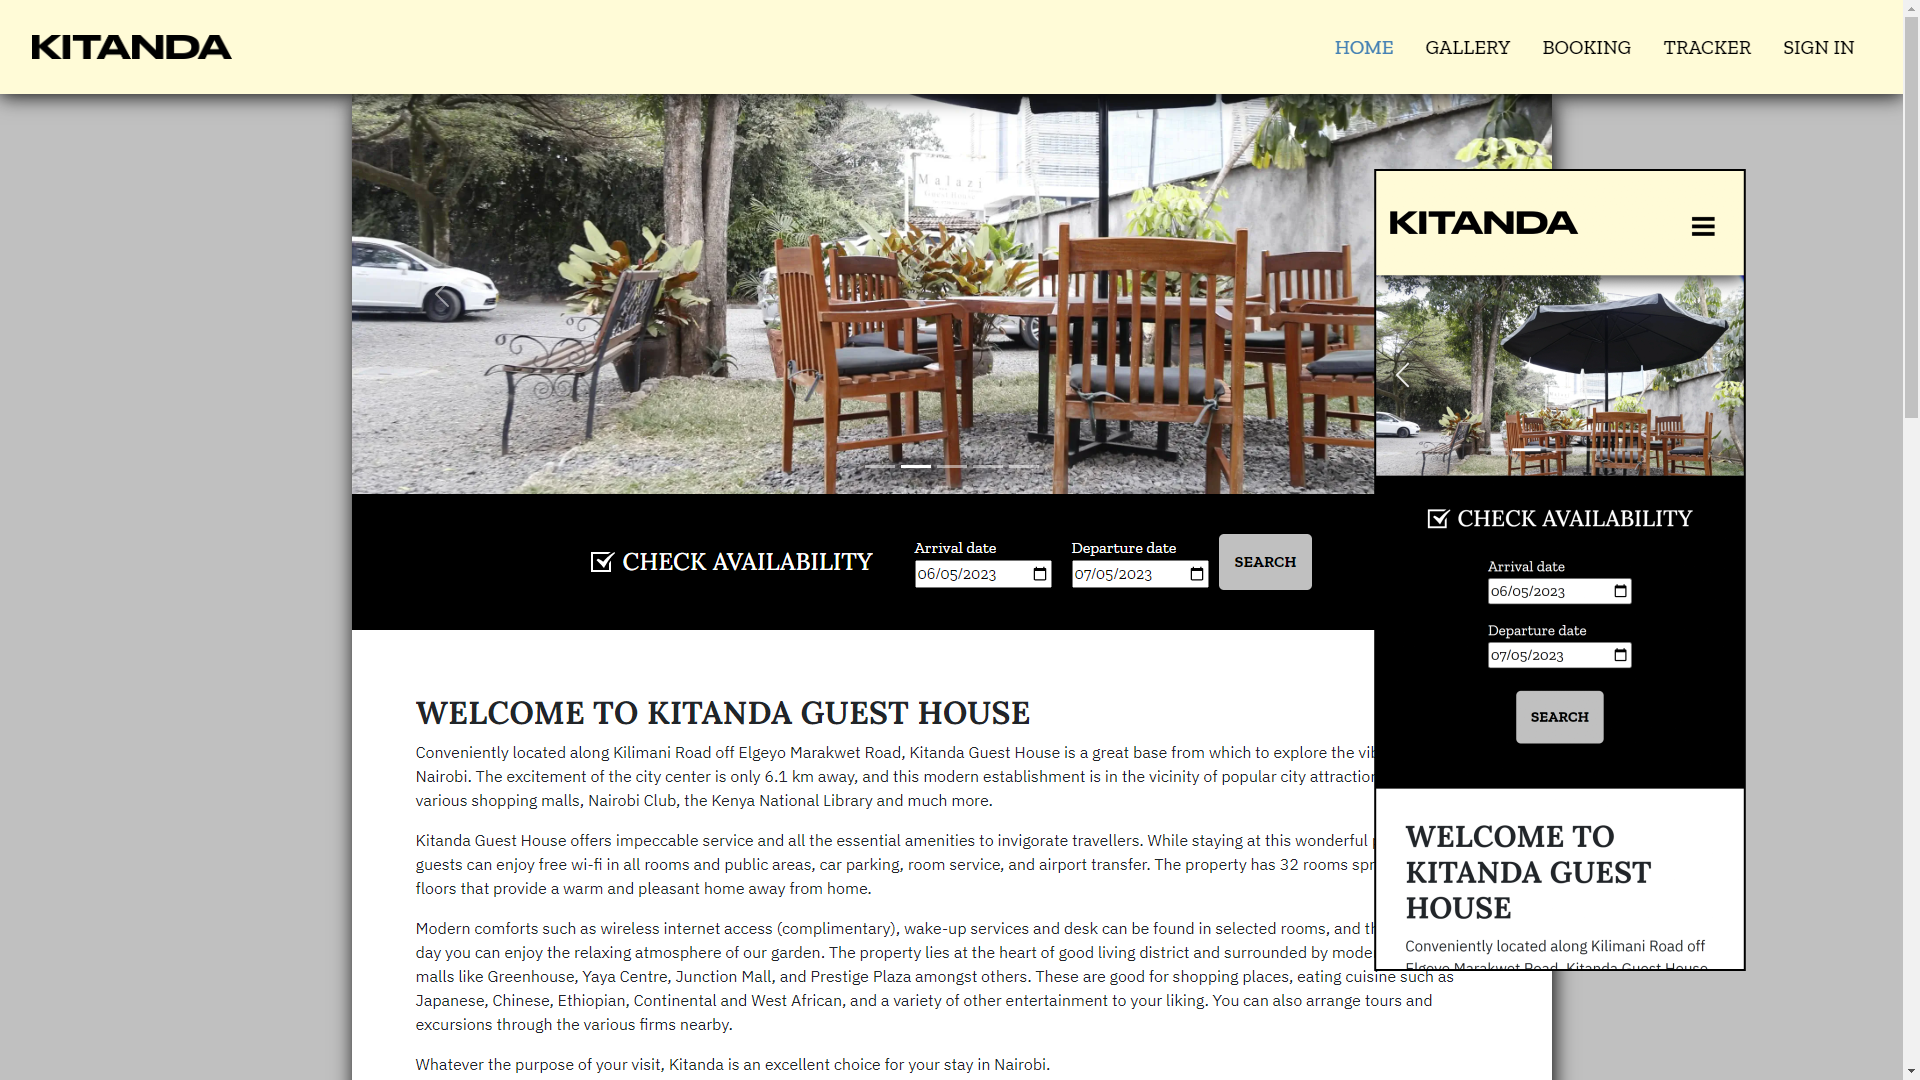 KITANDA
HOME GALLERY BOOKING TRACKER SIGN IN
Malazi
CHECK AVAILABILITY
Arrival date
06/05/2023
Departure date
07/05/2023
SEARCH
WELCOME TO KITANDA GUEST HOUSE
Conveniently located along Kilimani Road off Elgeyo Marakwet Road, Kitanda Guest House is a great base from which to explore the
Nairobi. The excitement of the city center is only 6.1 km away, and this modern establishment is in the vicinity of popular city
various shopping malls, Nairobi Club, the Kenya National Library and much more.
Kitanda Guest House offers impeccable service and all the essential amenities to invigorate travellers. While staying at this wonderful
guests can enjoy free wi-fi in all rooms and public areas, car parking, room service, and airport transfer. The property has 32 rooms
floors that provide a warm and pleasant home away from home.
Modern comforts such as wireless internet access (complimentary), wake-up services and desk can be found in selected rooms, and
day you can enjoy the relaxing atmosphere of our garden. The property lies at the heart of good living district and surrounded by
malls like Greenhouse, Yaya Centre, Junction Mall, and Prestige Plaza amongst others. These are good for shopping places, eating cuisine such as
Japanese, Chinese, Ethiopian, Continental and West African, and a variety of other entertainment to your liking. You can also arrange tours and
excursions through the various firms nearby.
Whatever the purpose of your visit, Kitanda is an excellent choice for your stay in Nairobi.
KITANDA
CHECK AVAILABILITY
Arrival date
06/05/2023
Departure date
07/05/2023
SEARCH
WELCOME TO
KITANDA GUEST
HOUSE
Conveniently located along Kilimani Road off
Elgeyo Marakwet Road, Kitanda Guest House